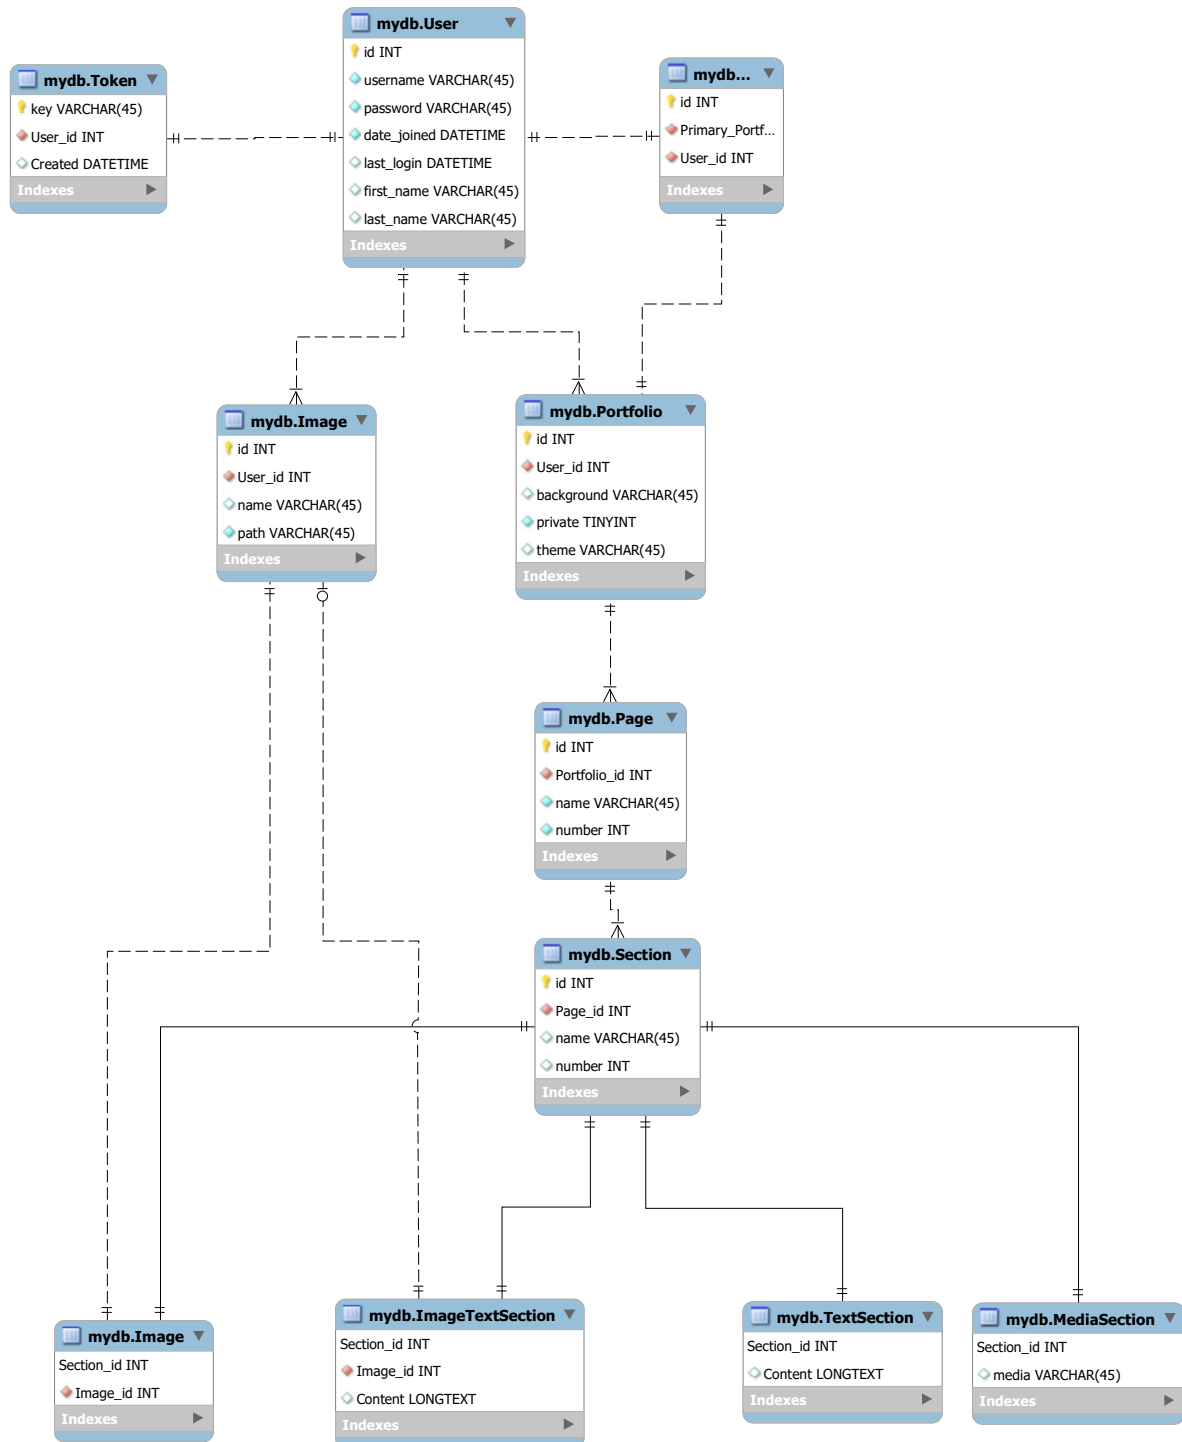 mydb.User
id INT
username VARCHAR(45)
password VARCHAR(45)
date_joined DATETIME
last_login DATETIME
first_name VARCHAR(45)
last_name VARCHAR(45)
Indexes
mydb.Token
key VARCHAR(45)
User_id INT
Created DATETIME
Indexes
mydb...
id INT
Primary_Portf...
User_id INT
Indexes
mydb.Image
id INT
User_id INT
name VARCHAR(45)
path VARCHAR(45)
Indexes
mydb.Portfolio
id INT
User_id INT
background VARCHAR(45)
private TINYINT
theme VARCHAR(45)
Indexes
mydb.Page
id INT
Portfolio_id INT
name VARCHAR(45)
number INT
Indexes
mydb.Section
id INT
Page_id INT
name VARCHAR(45)
number INT
Indexes
mydb.Image
Section_id INT
Image_id INT
Indexes
mydb.ImageTextSection
Section_id INT
Image_id INT
Content LONGTEXT
Indexes
mydb.TextSection
Section_id INT
Content LONGTEXT
Indexes
mydb.MediaSection
Section_id INT
media VARCHAR(45)
Indexes